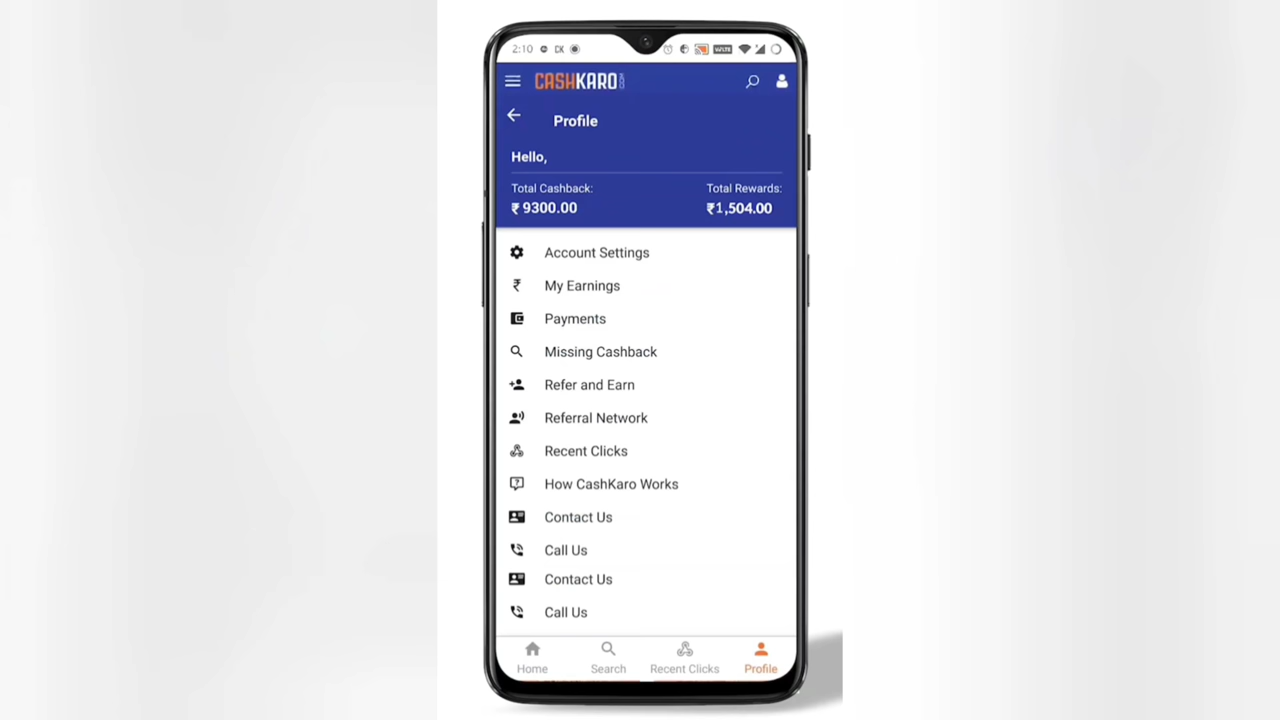 2:10
CASHKARO.COM
Profile
Hello,
Total Cashback: Total Rewards:
₹ 9300.00 ₹1,504.00
Account Settings
My Earnings
Payments
Missing Cashback
Refer and Earn
Referral Network
Recent Clicks
How CashKaro Works
Contact Us
Call Us
Contact Us
Call Us
Home Search Recent Clicks Profile